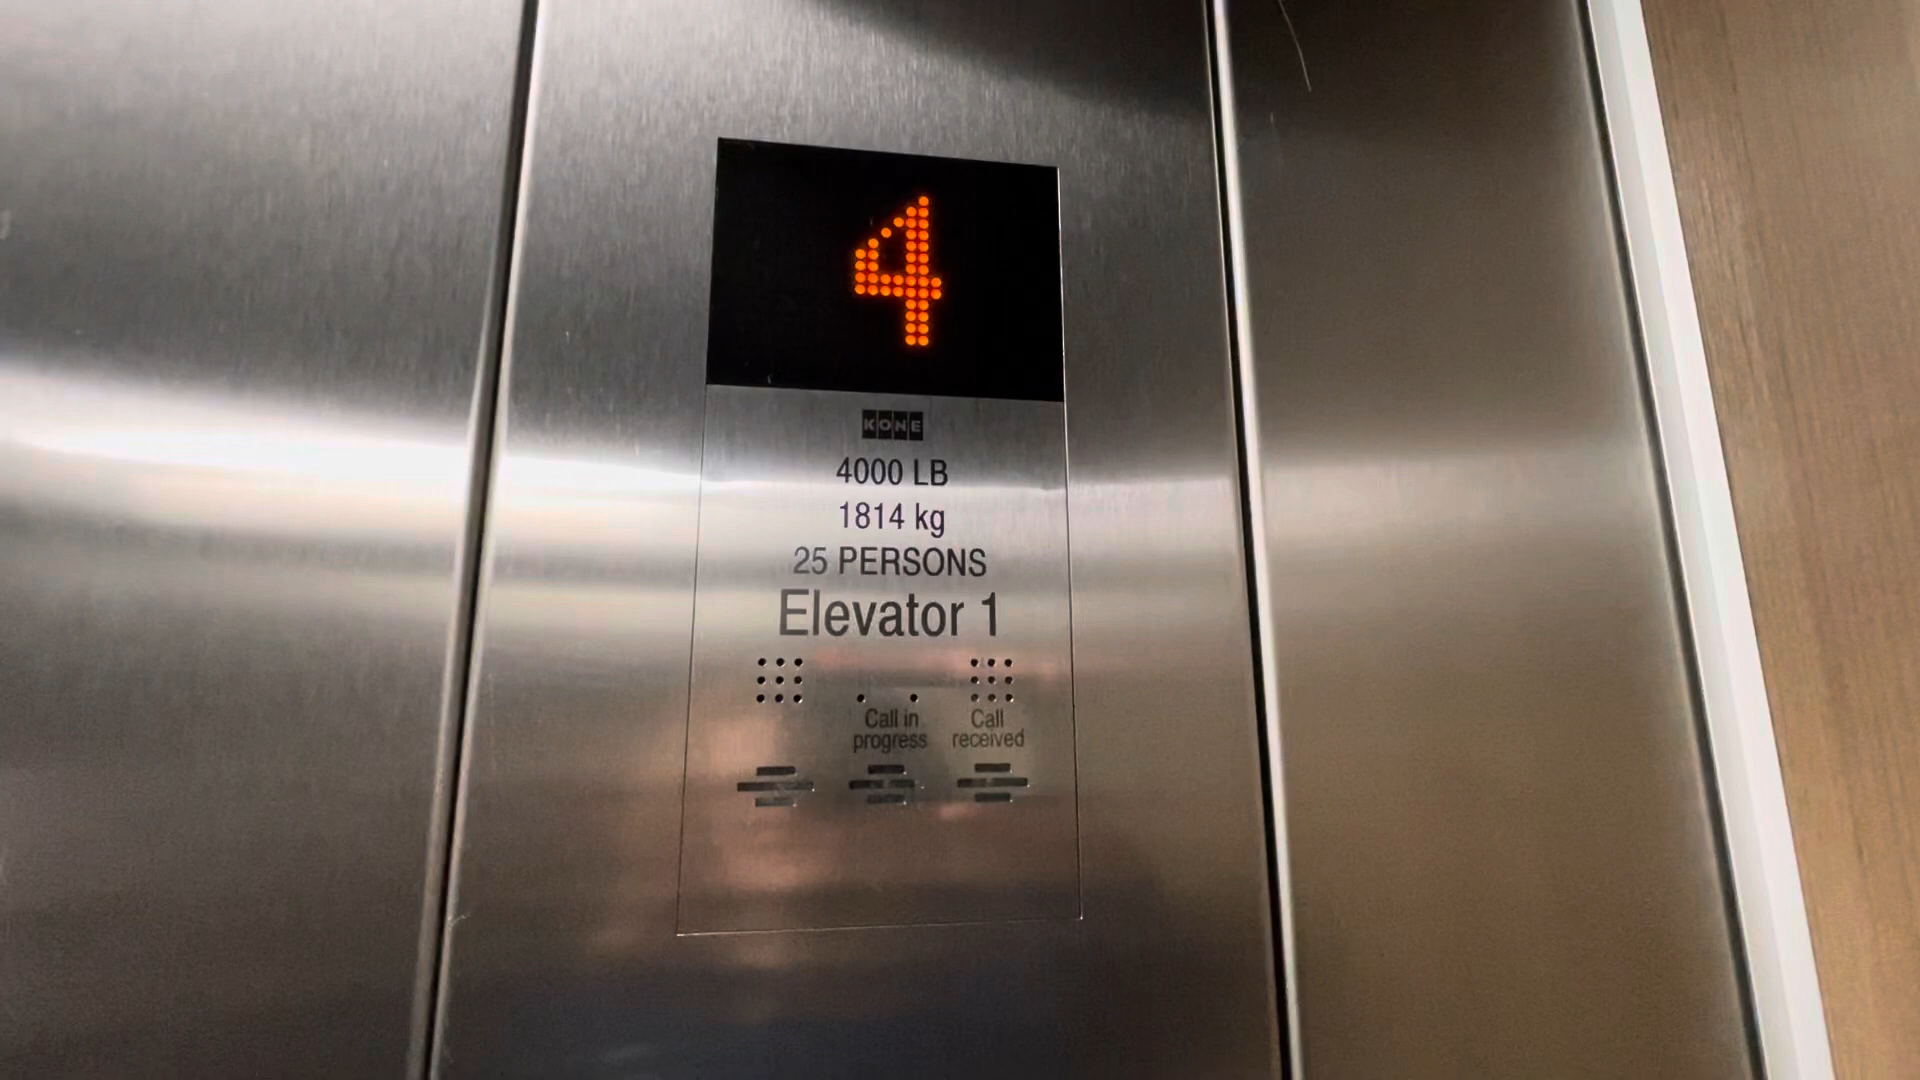 4
KONE
4000 LB
1814 kg
25 PERSONS
Elevator 1
Call in
progress
Call
received